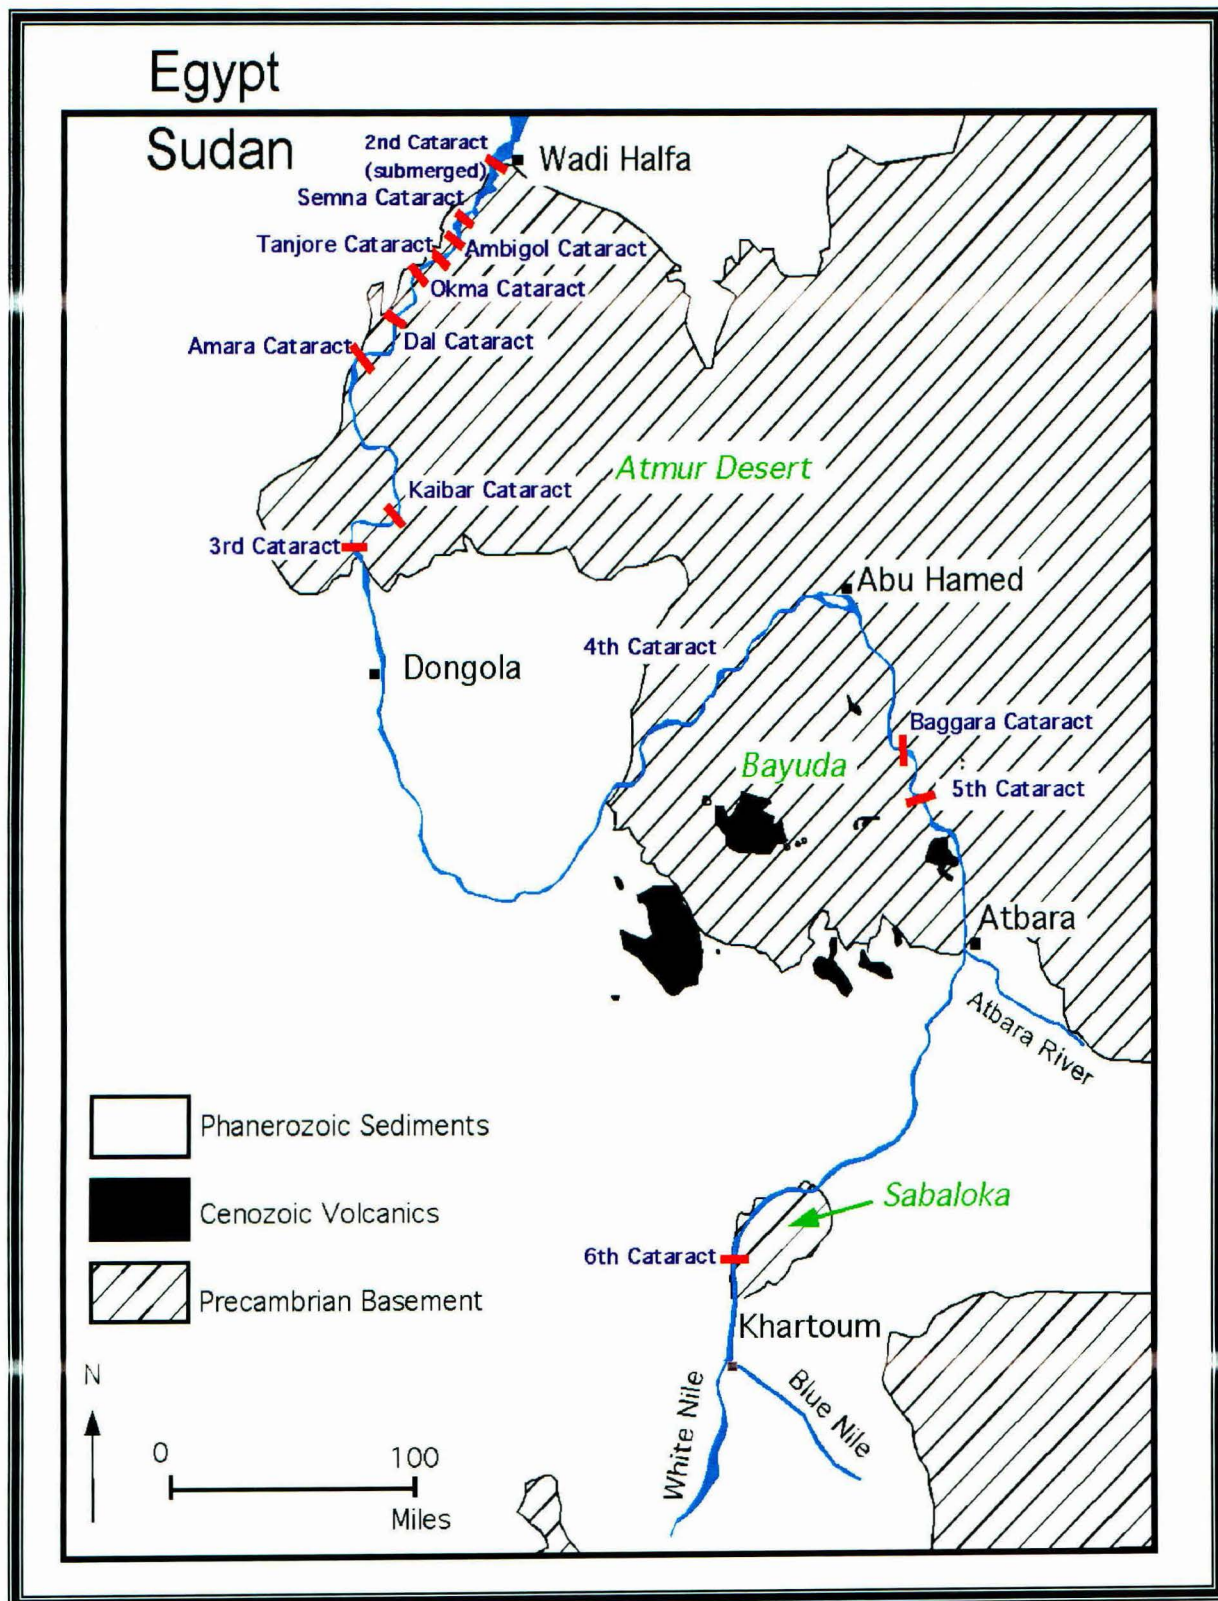 Egypt
Sudan
2nd Cataract
(submerged)
Wadi Halfa
Semna Cataract
Tanjore Cataract
Ambigol Cataract
Okma Cataract
Amara Cataract
Dal Cataract
Atmur Desert
Kaibar Cataract
3rd Cataract
Abu Hamed
4th Cataract
Dongola
Baggara Cataract
Bayuda
5th Cataract
Atbara
Atbara River
Phanerozoic Sediments
Sabaloka
Cenozoic Volcanics
6th Cataract
Precambrian Basement
Khartoum
N
White Nile
Blue Nile
0
100
Miles